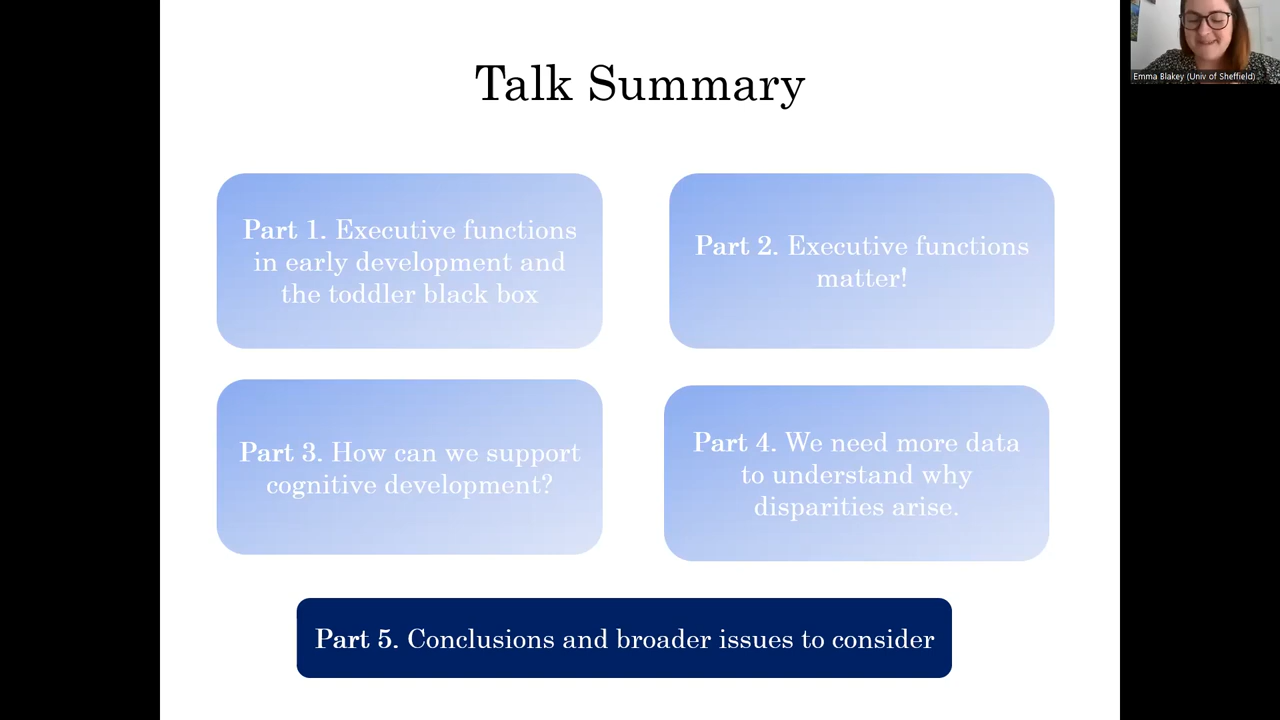 Talk Summary
Part 1. Executive functions
in early development and
the toddler black box
Part 2. Executive functions
matter!
Part 3. How can we support
cognitive development?
Part 4. We need more data
to understand why
disparities arise.
Part 5. Conclusions and broader issues to consider
Emma Blakey (Univ of Sheffield)